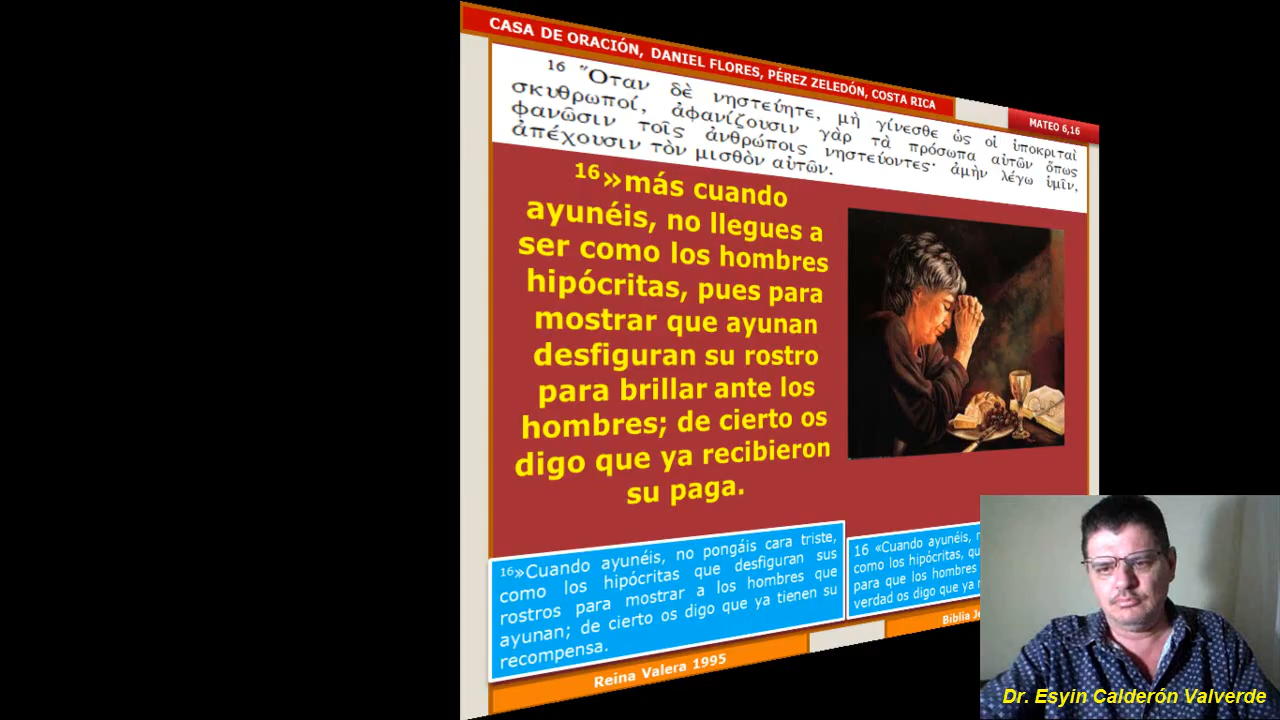 CASA DE ORACIÓN, DANIEL FLORES, PÉREZ ZELEDÓN, COSTA RICA
MATEO 6,16
16 Ὅταν δὲ νηστεύητε, μὴ γίνεσθε ὡς οἱ ὑποκριταὶ
σκυθρωποί, ἀφανίζουσιν γὰρ τὰ πρόσωπα αὐτῶν ὅπως
φανῶσιν τοῖς ἀνθρώποις νηστεύοντες· ἀμὴν λέγω ὑμῖν,
ἀπέχουσιν τὸν μισθὸν αὐτῶν.
16»más cuando
ayunéis, no llegues a
ser como los hombres
hipócritas, pues para
mostrar que ayunan
desfiguran su rostro
para brillar ante los
hombres; de cierto os
digo que ya recibieron
su paga.
16»Cuando ayunéis, no pongáis cara triste,
como los hipócritas que desfiguran sus
rostros para mostrar a los hombres que
ayunan; de cierto os digo que ya tienen su
recompensa.
Reina Valera 1995
16 «Cuando ayunéis,
como los hipócritas,
para que los hombres
verdad os digo que ya
Biblia
Dr. Esyin Calderón Valverde